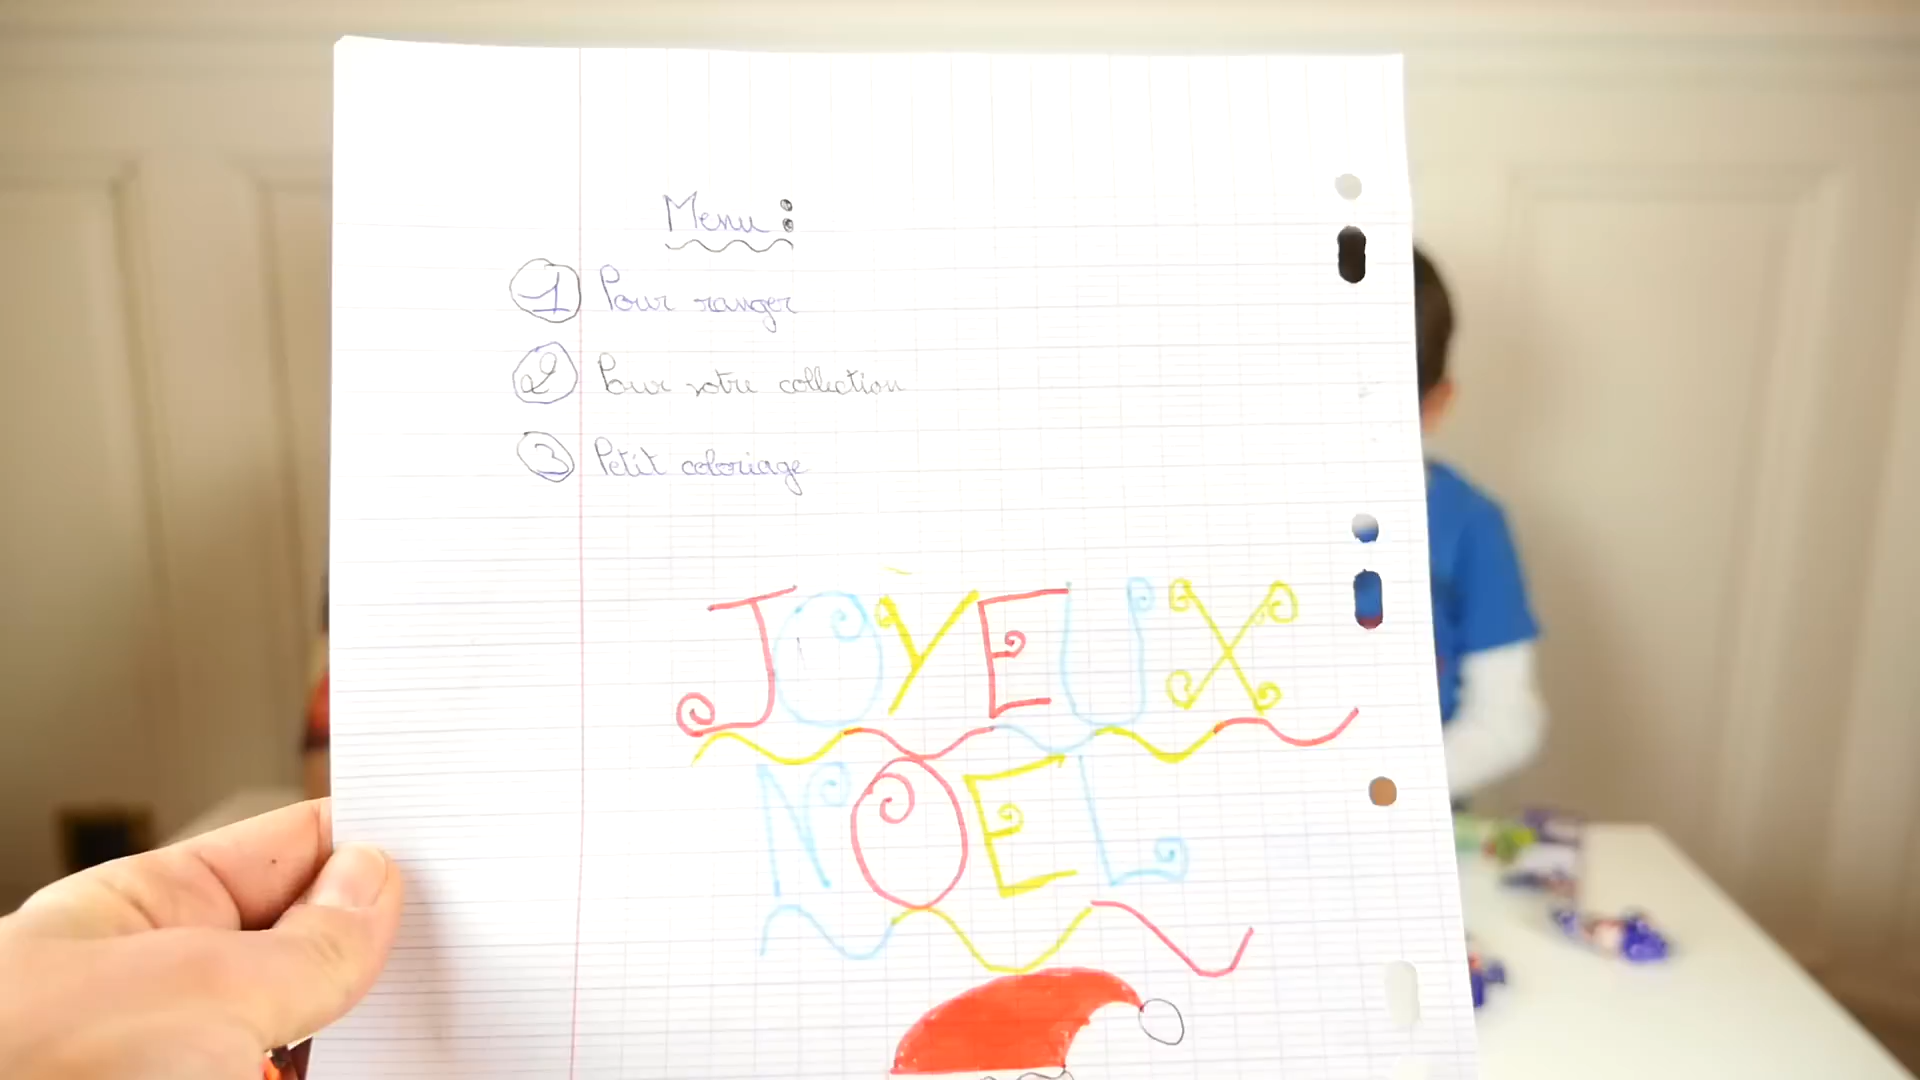 Menu :
1 Pour ranger
2 Pour votre collection
3 Petit coloriage
JOYEUX
NOEL